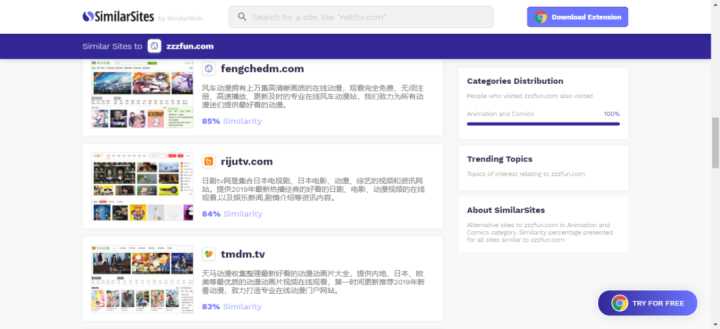 SimilarSites by SimilarWeb
Search for a site, like "netflix.com"
Download Extension
Similar Sites to zzzfun.com
fengchedm.com
风车动漫拥有上万集高清晰画质的在线动漫，观看完全免费、无须注
册、高速播放、更新及时的专业在线风车动漫站，我们致力为所有动
漫迷们提供最好看的动漫。
85% Similarity
rijutv.com
日剧tv网是集合日本电视剧、日本电影、动漫、综艺的视频和资讯网
站。提供2019年最新热播经典的好看的日剧、电影、动漫视频的在线
观看,以及娱乐新闻,剧情介绍等资讯内容。
84% Similarity
tmdm.tv
天马动漫收集整理最新好看的动漫动画片大全，提供内地、日本、欧
美等最优质的动漫动画片视频在线观看，第一时间更新推荐2019年新
番动漫，致力打造专业在线动漫门户网站。
83% Similarity
Categories Distribution
People who visited zzzfun.com also visited
Animation and Comics 100%
Trending Topics
Topics of interest relating to zzzfun.com
About SimilarSites
Alternative sites to zzzfun.com in Animation and
Comics category. Similarity percentage presented
for all sites similar to zzzfun.com
TRY FOR FREE